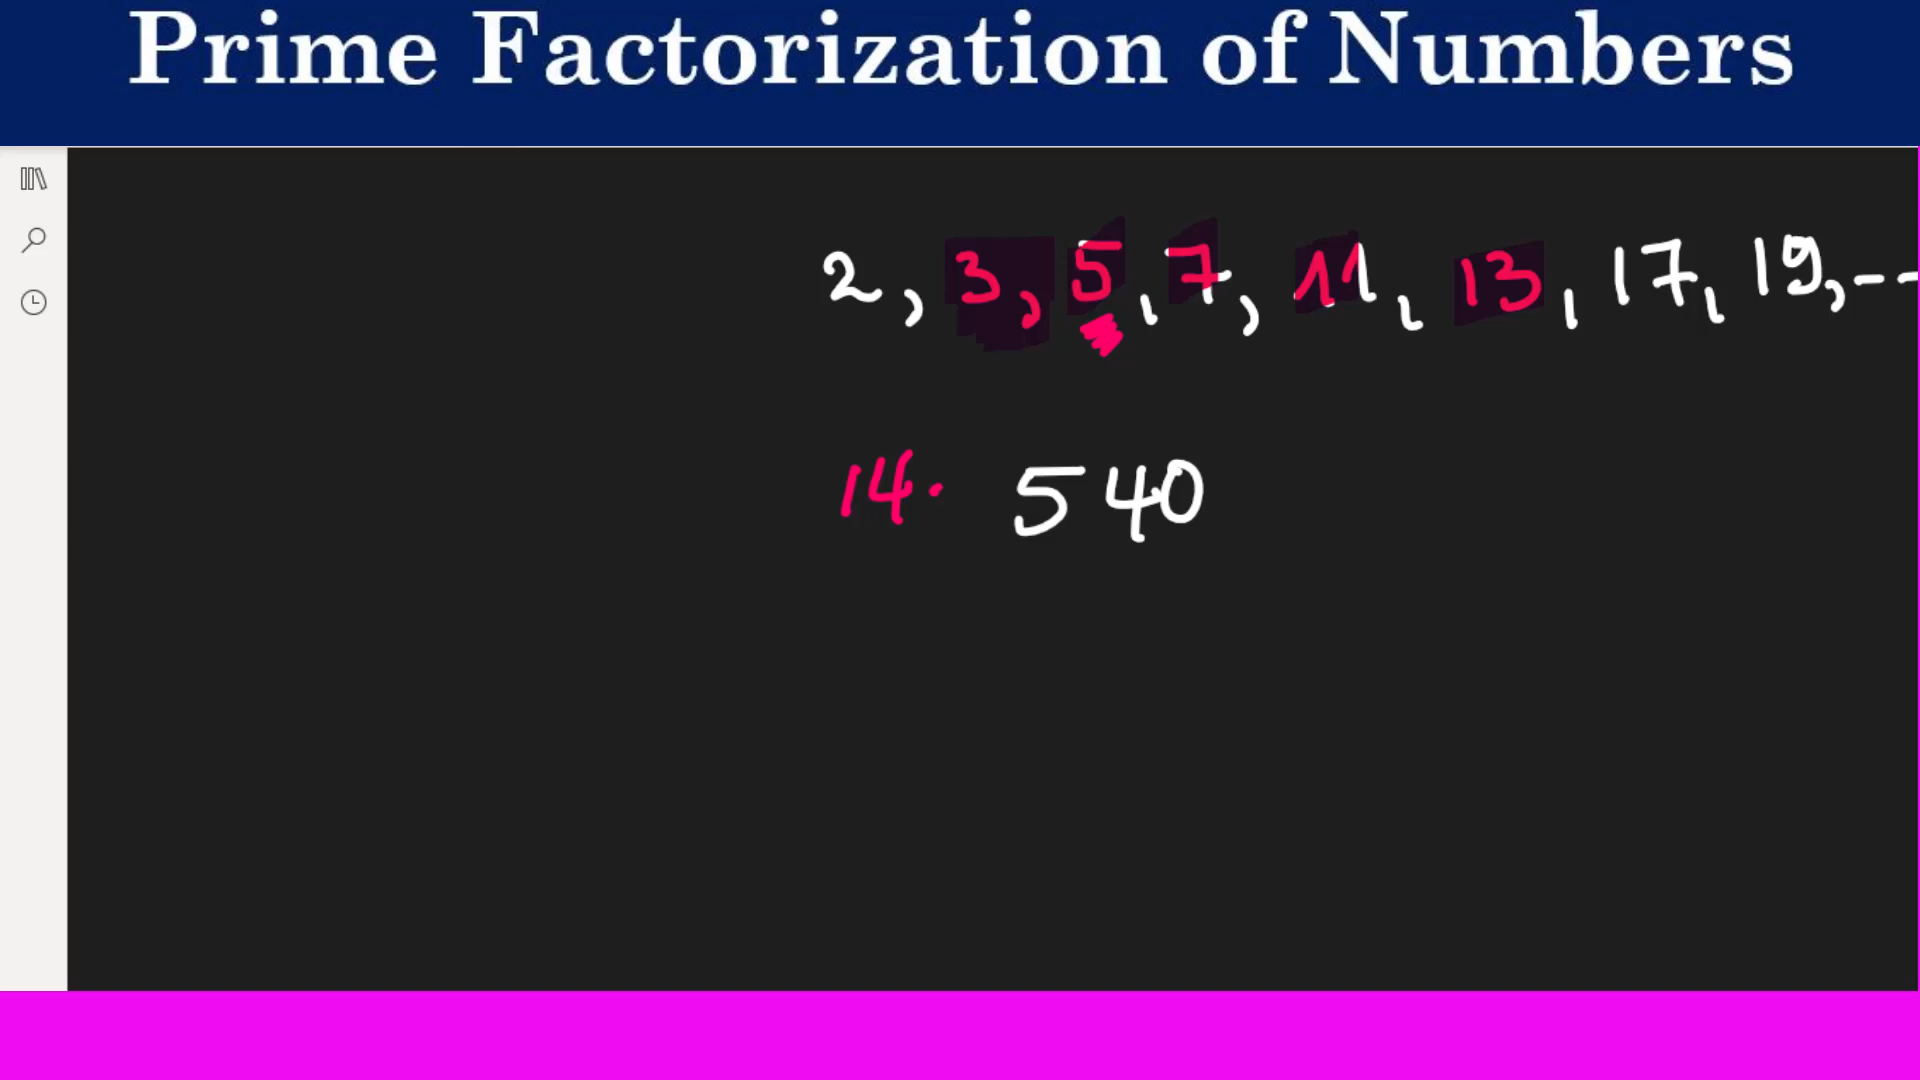 Prime Factorization of Numbers
2, 3, 5, 7, 11, 13, 17, 19, --
14. 540